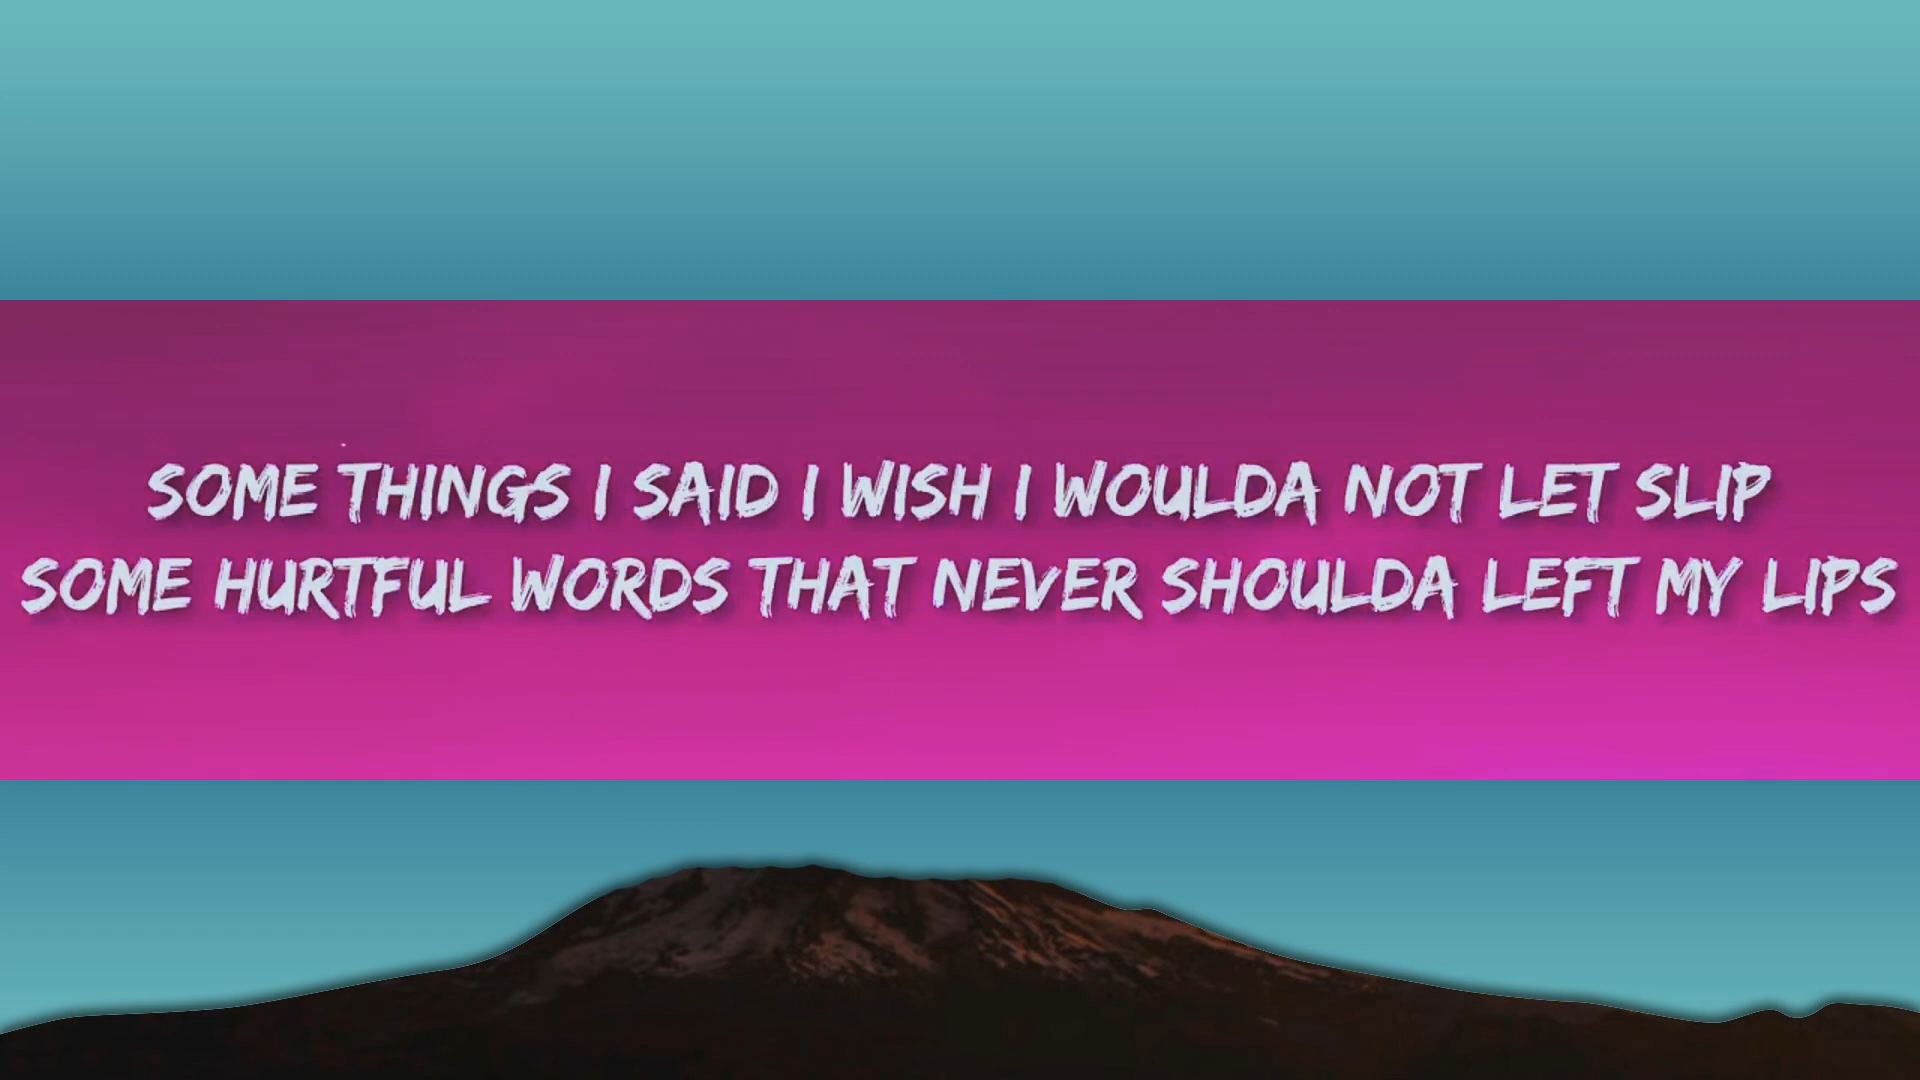 SOME THINGS I SAID I WISH I WOULDA NOT LET SLIP
SOME HURTFUL WORDS THAT NEVER SHOULDA LEFT MY LIPS